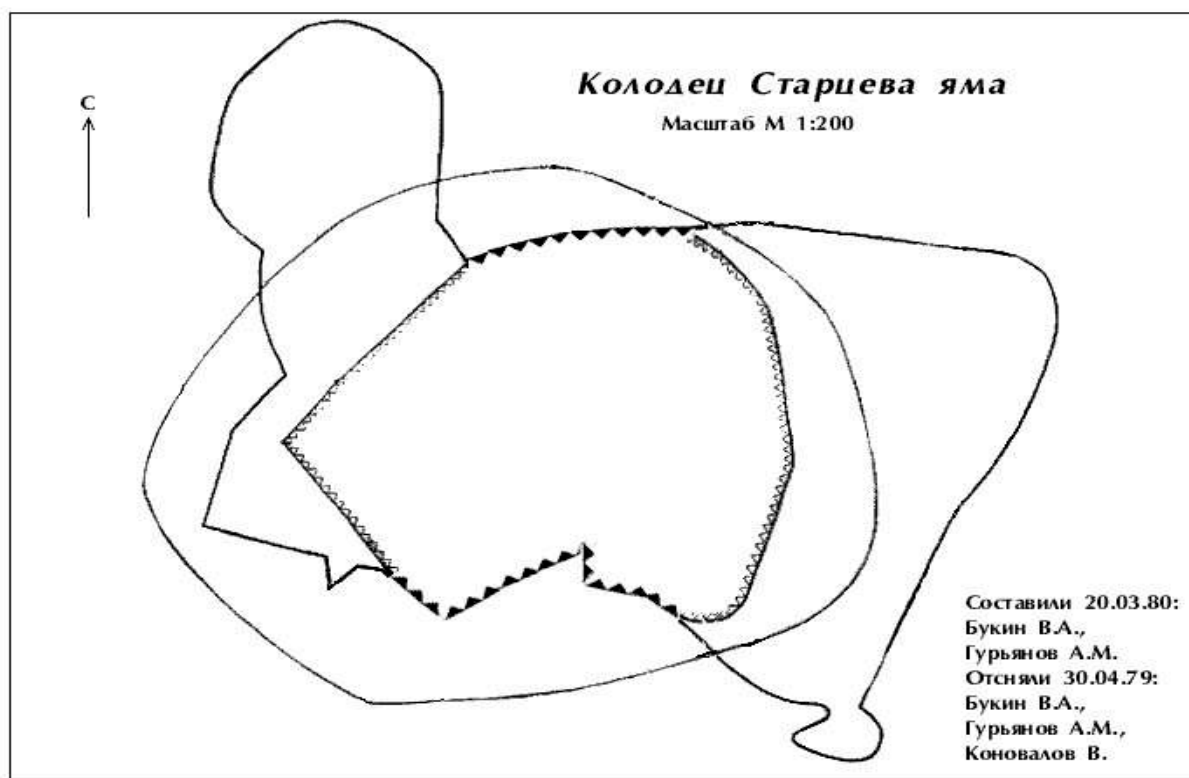 Колодец Старцева яма
Масштаб М 1:200
С
Составили 20.03.80:
Букин В.А.,
Гурьянов А.М.
Отсняли 30.04.79:
Букин В.А.,
Гурьянов А.М.,
Коновалов В.